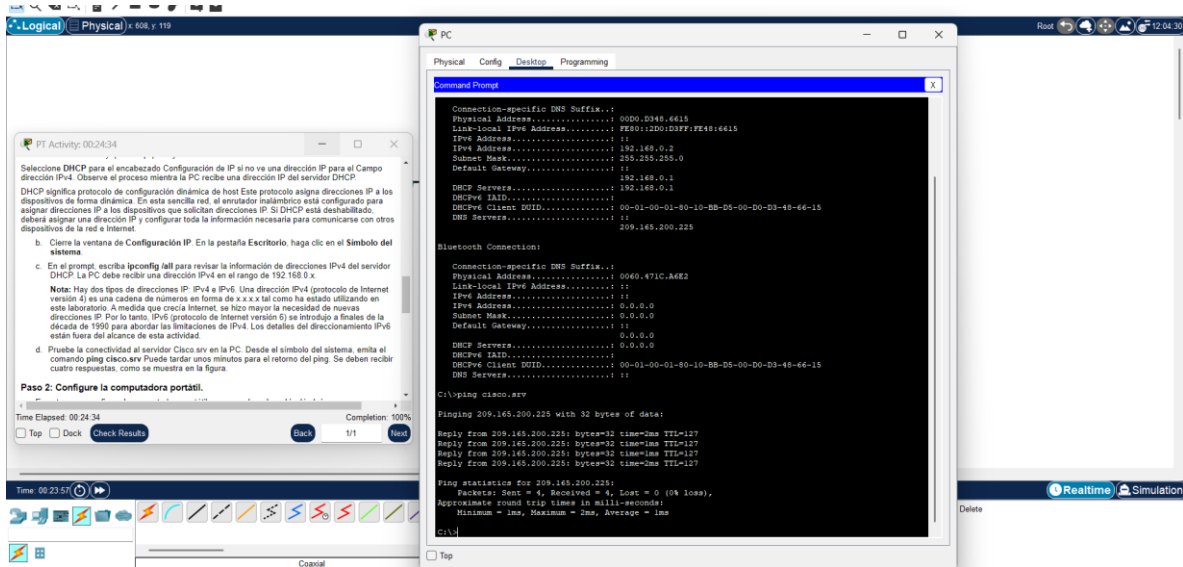 Logical
Physical
x: 608, y: 119
Root
12:04:30
PC
Physical Config Desktop Programming
Command Prompt
X
Connection-specific DNS Suffix..:
Physical Address................: 00D0.D348.6615
Link-local IPv6 Address.........: FE80::2D0:D3FF:FE48:6615
IPv6 Address....................: ::
IPv4 Address....................: 192.168.0.2
Subnet Mask.....................: 255.255.255.0
Default Gateway.................: ::
192.168.0.1
DHCP Servers....................: 192.168.0.1
DHCPv6 IAID.....................:
DHCPv6 Client DUID..............: 00-01-00-01-80-10-BB-D5-00-D0-D3-48-66-15
DNS Servers.....................: ::
209.165.200.225
Bluetooth Connection:
Connection-specific DNS Suffix..:
Physical Address................: 0060.471C.A6E2
Link-local IPv6 Address.........: ::
IPv6 Address....................: ::
IPv4 Address....................: 0.0.0.0
Subnet Mask.....................: 0.0.0.0
Default Gateway.................: ::
0.0.0.0
DHCP Servers....................: 0.0.0.0
DHCPv6 IAID.....................:
DHCPv6 Client DUID..............: 00-01-00-01-80-10-BB-D5-00-D0-D3-48-66-15
DNS Servers.....................: ::
C:\>ping cisco.srv
Pinging 209.165.200.225 with 32 bytes of data:
Reply from 209.165.200.225: bytes=32 time=2ms TTL=127
Reply from 209.165.200.225: bytes=32 time=1ms TTL=127
Reply from 209.165.200.225: bytes=32 time=1ms TTL=127
Reply from 209.165.200.225: bytes=32 time=2ms TTL=127
Ping statistics for 209.165.200.225:
Packets: Sent = 4, Received = 4, Lost = 0 (0% loss),
Approximate round trip times in milli-seconds:
Minimum = 1ms, Maximum = 2ms, Average = 1ms
C:\>
Top
PT Activity: 00:24:34
Seleccione DHCP para el encabezado Configuración de IP si no ve una dirección IP para el Campo
dirección IPv4. Observe el proceso mientra la PC recibe una dirección IP del servidor DHCP.
DHCP significa protocolo de configuración dinámica de host Este protocolo asigna direcciones IP a los
dispositivos de forma dinámica. En esta sencilla red, el enrutador inalámbrico está configurado para
asignar direcciones IP a los dispositivos que solicitan direcciones IP. Si DHCP está deshabilitado,
deberá asignar una dirección IP y configurar toda la información necesaria para comunicarse con otros
dispositivos de la red e Internet.
b. Cierre la ventana de Configuración IP. En la pestaña Escritorio, haga clic en el Símbolo del
sistema.
c. En el prompt, escriba ipconfig /all para revisar la información de direcciones IPv4 del servidor
DHCP. La PC debe recibir una dirección IPv4 en el rango de 192.168.0.x.
Nota: Hay dos tipos de direcciones IP: IPv4 e IPv6. Una dirección IPv4 (protocolo de Internet
versión 4) es una cadena de números en forma de x.x.x.x tal como ha estado utilizando en
este laboratorio. A medida que crecía Internet, se hizo mayor la necesidad de nuevas
direcciones IP. Por lo tanto, IPv6 (protocolo de Internet versión 6) se introdujo a finales de la
década de 1990 para abordar las limitaciones de IPv4. Los detalles del direccionamiento IPv6
están fuera del alcance de esta actividad.
d. Pruebe la conectividad al servidor Cisco.srv en la PC. Desde el símbolo del sistema, emita el
comando ping cisco.srv Puede tardar unos minutos para el retorno del ping. Se deben recibir
cuatro respuestas, como se muestra en la figura.
Paso 2: Configure la computadora portátil.
Time Elapsed: 00:24:34
Completion: 100%
Top
Dock
Check Results
Back
1/1
Next
Time: 00:23:57
Realtime
Simulation
Delete
Coaxial